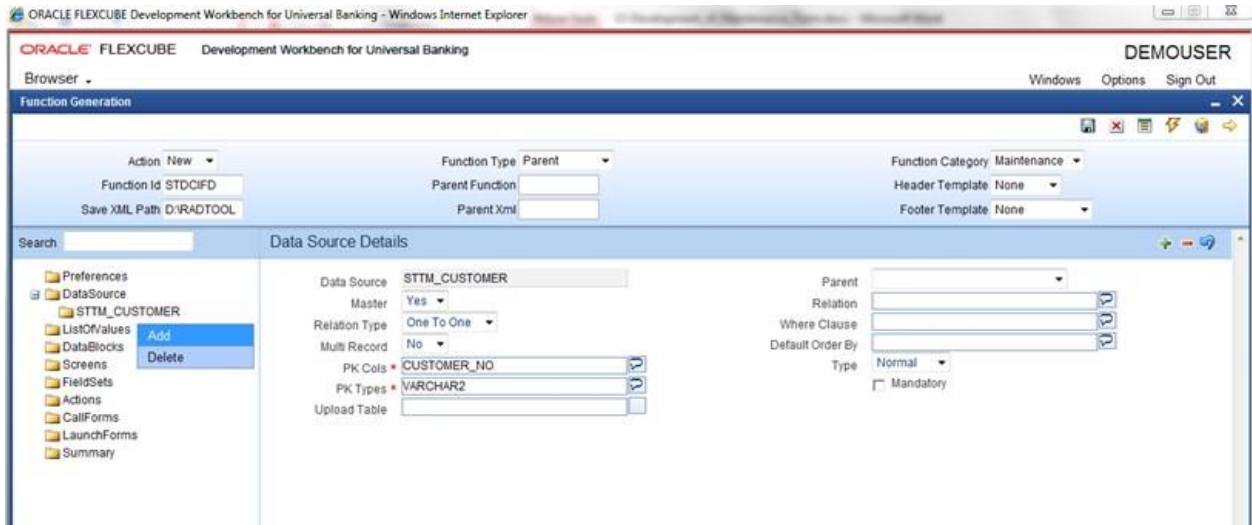 ORACLE FLEXCUBE Development Workbench for Universal Banking - Windows Internet Explorer
ORACLE FLEXCUBE Development Workbench for Universal Banking
DEMOUSER
Browser
Windows Options Sign Out
Function Generation
Action New Function Type Parent Function Category Maintenance
Function Id STDCIFD Parent Function Header Template None
Save XML Path D:\RADTOOL Parent Xml Footer Template None
Search Data Source Details
Preferences
DataSource
STTM_CUSTOMER
ListOfValues
DataBlocks
Screens
FieldSets
Actions
CallForms
LaunchForms
Summary
Add
Delete
Data Source STTM_CUSTOMER
Master Yes
Relation Type One To One
Multi Record No
PK Cols * CUSTOMER_NO
PK Types * VARCHAR2
Upload Table
Parent
Relation
Where Clause
Default Order By
Type Normal
Mandatory